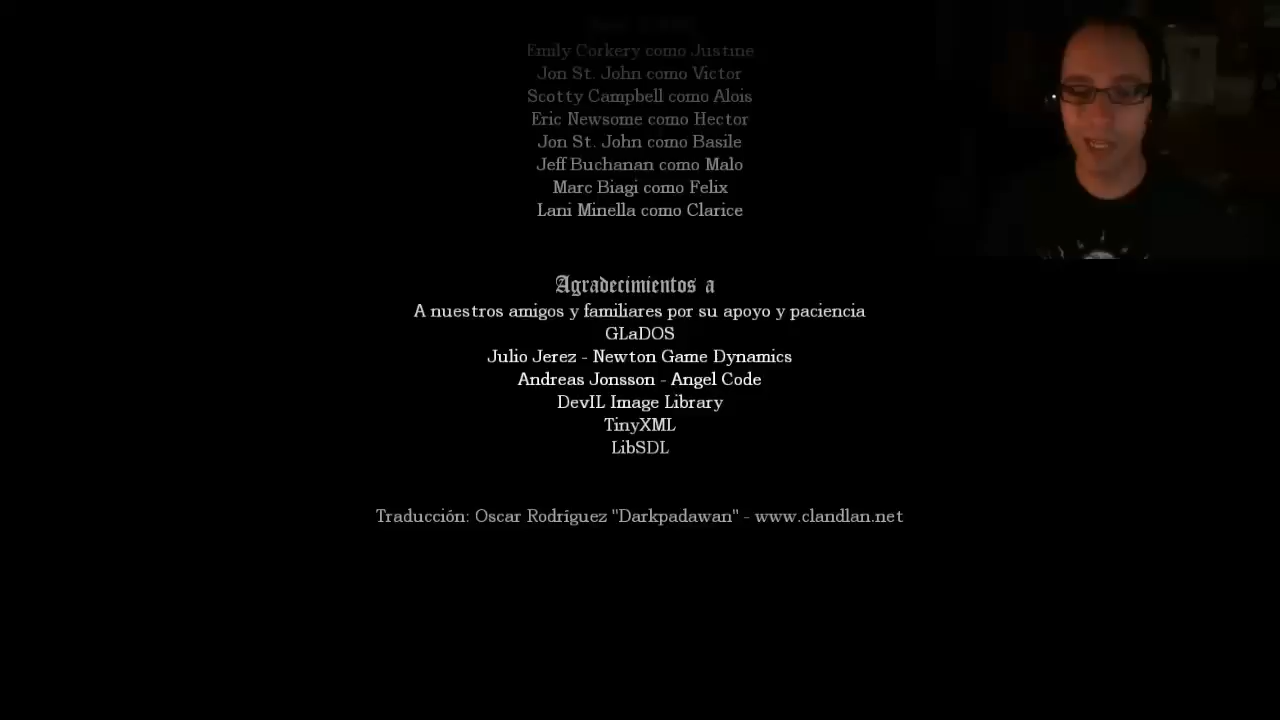 Emily Corkery como Justine
Jon St. John como Victor
Scotty Campbell como Alois
Eric Newsome como Hector
Jon St. John como Basile
Jeff Buchanan como Malo
Marc Biagi como Felix
Lani Minella como Clarice
Agradecimientos a
A nuestros amigos y familiares por su apoyo y paciencia
GLaDOS
Julio Jerez - Newton Game Dynamics
Andreas Jonsson - Angel Code
DevIL Image Library
TinyXML
LibSDL
Traducción: Oscar Rodríguez "Darkpadawan" - www.clandlan.net